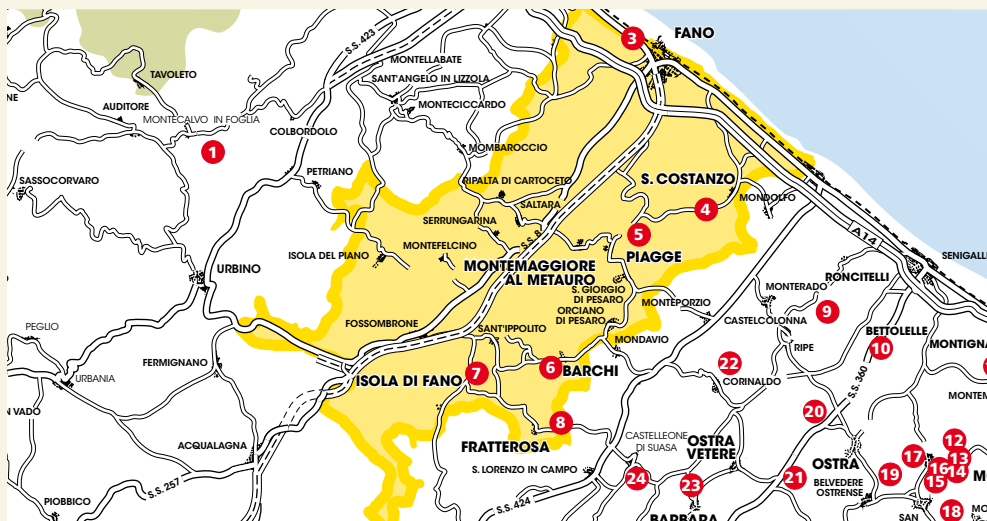 S.S. 423
3
FANO
MONTELLABATE
TAVOLETO
SANT'ANGELO IN LIZZOLA
NE
AUDITORE
MONTECICCARDO
MONTECALVO IN FOGLIA
COLBORDOLO
1
MOMBAROCCIO
PETRIANO
SASSOCORVARO
RIPALTA DI CARTOCETO
S. COSTANZO
SALTARA
4
MONDOLFO
SERRUNGARINA
5
A14
MONTEFELCINO
ISOLA DEL PIANO
PIAGGE
SENIGALL
URBINO
MONTEMAGGIORE
AL METAURO
RONCITELLI
S. GIORGIO
DI PESARO
MONTERADO
MONTEPORZIO
ORCIANO
DI PESARO
9
CASTELCOLONNA
PEGLIO
FOSSOMBRONE
SANT'IPPOLITO
BETTOLELLE
MONDAVIO
RIPE
10
MONTIGNA
FERMIGNANO
22
BARCHI
6
7
ISOLA DI FANO
URBANIA
CORINALDO
S.S. 360
MONTEM
N VADO
20
8
ACQUALAGNA
FRATTEROSA
CASTELLEONE
DI SUASA
OSTRA
VETERE
12
17
13
OSTRA
16
14
S. LORENZO IN CAMPO
24
23
21
BELVEDERE
OSTRENSE
19
15
MO
S.S. 257
S.S. 424
PIOBBICO
BARBARA
SAN
18
MO